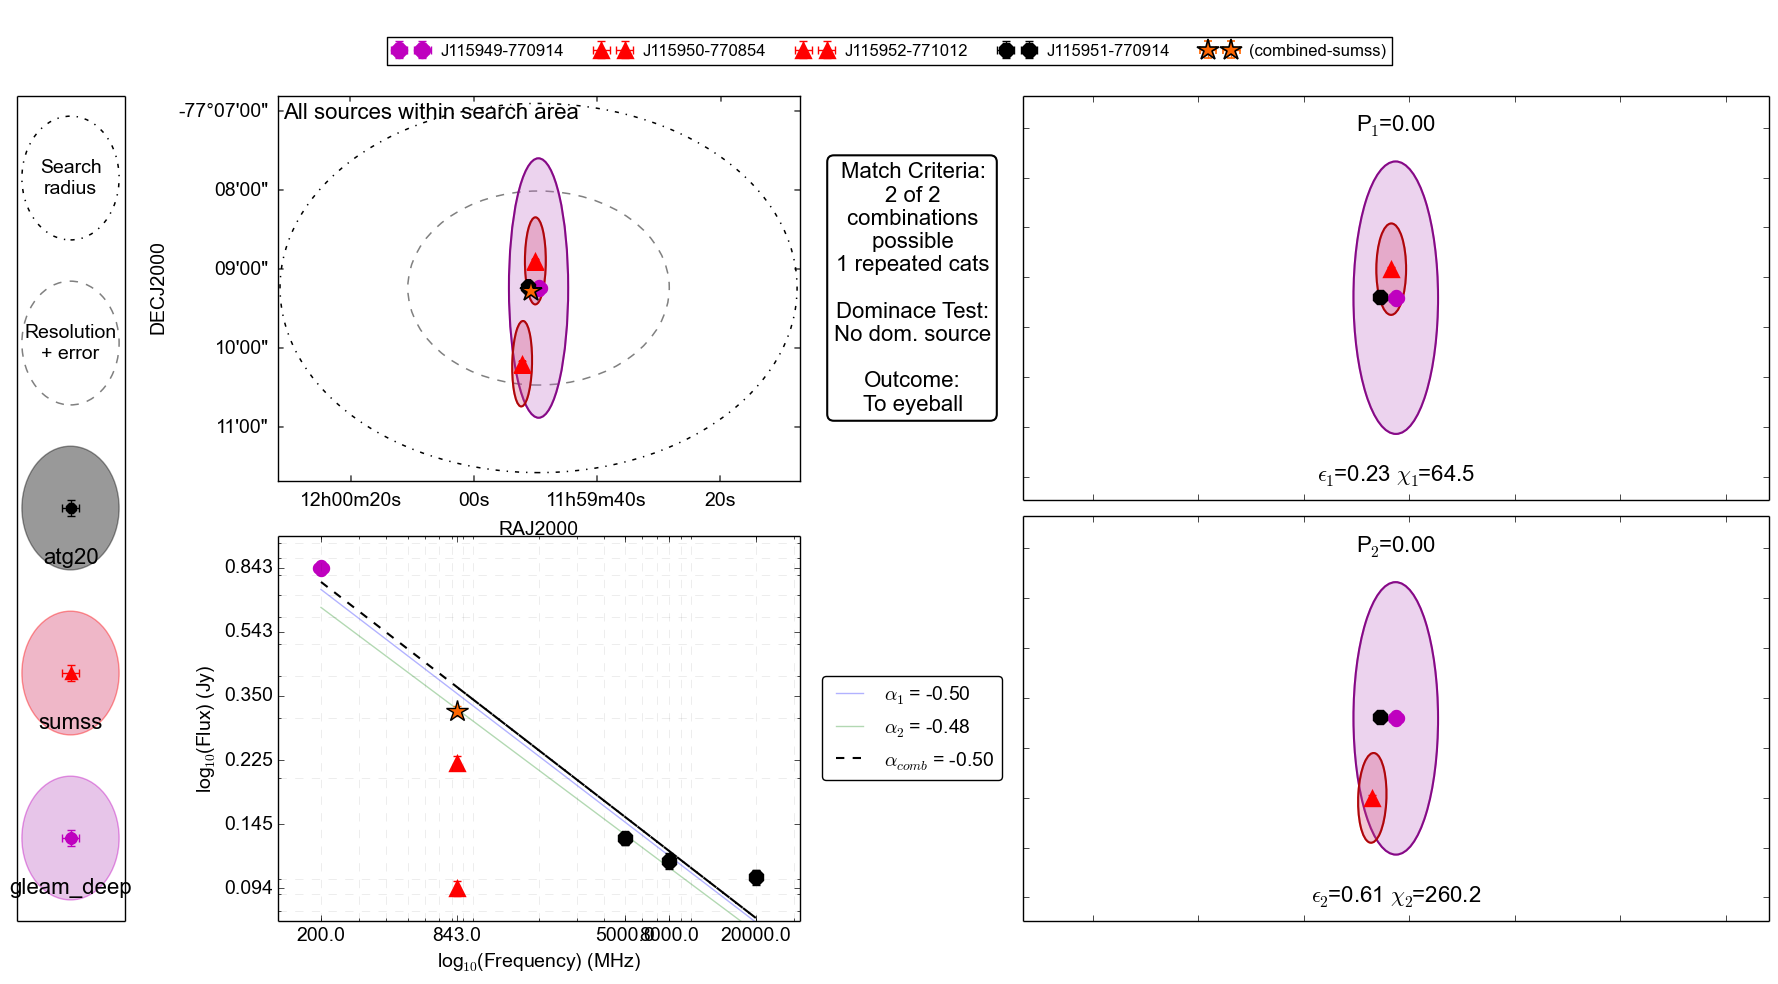 J115949-770914 J115950-770854 J115952-771012 J115951-770914 (combined-sumss)
Search
radius
Resolution
+ error
atg20
sumss
gleam_deep
All sources within search area
-77°07'00"
08'00"
09'00"
10'00"
11'00"
DECJ2000
12h00m20s 00s 11h59m40s 20s
RAJ2000
Match Criteria:
2 of 2
combinations
possible
1 repeated cats
Dominace Test:
No dom. source
Outcome:
To eyeball
P₁=0.00
ϵ₁=0.23 χ₁=64.5
P₂=0.00
ϵ₂=0.61 χ₂=260.2
0.843
0.543
0.350
0.225
0.145
0.094
log₁₀(Flux) (Jy)
200.0 843.0 5000.0 8000.0 20000.0
log₁₀(Frequency) (MHz)
α₁ = -0.50
α₂ = -0.48
α_comb = -0.50